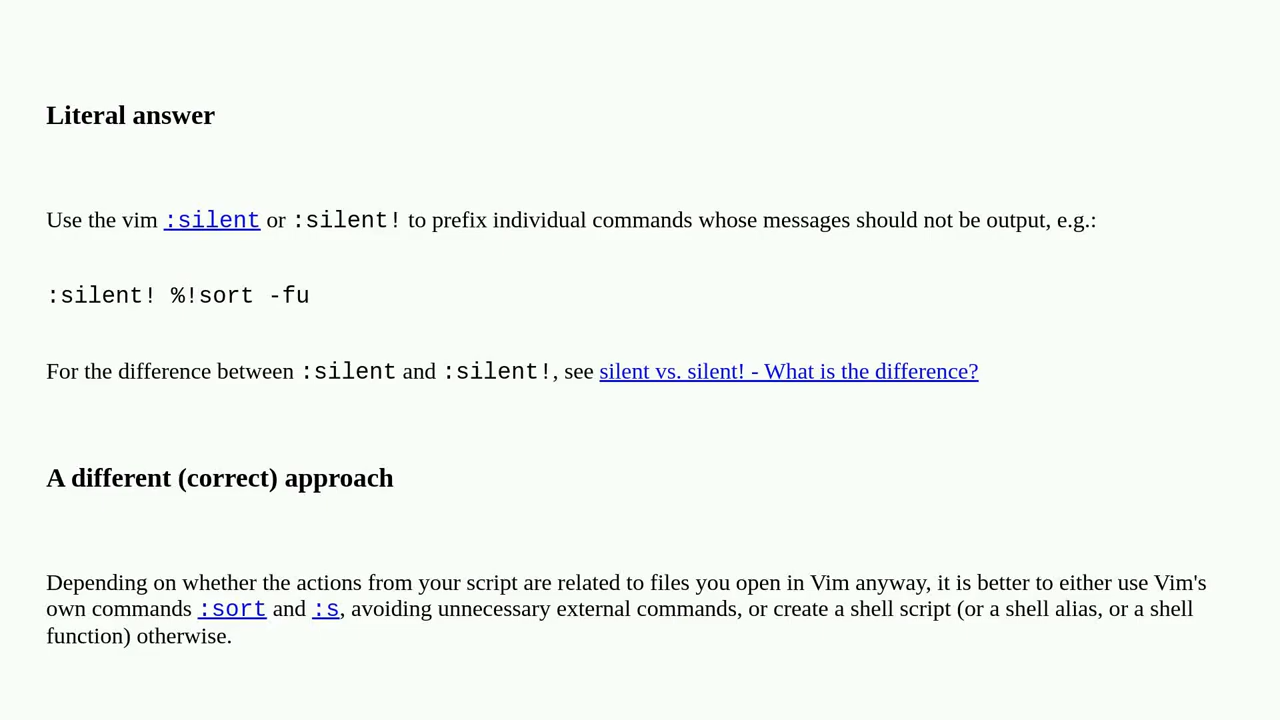 Literal answer
Use the vim :silent or :silent! to prefix individual commands whose messages should not be output, e.g.:
:silent! %!sort -fu
For the difference between :silent and :silent!, see silent vs. silent! - What is the difference?
A different (correct) approach
Depending on whether the actions from your script are related to files you open in Vim anyway, it is better to either use Vim's
own commands :sort and :s, avoiding unnecessary external commands, or create a shell script (or a shell alias, or a shell
function) otherwise.